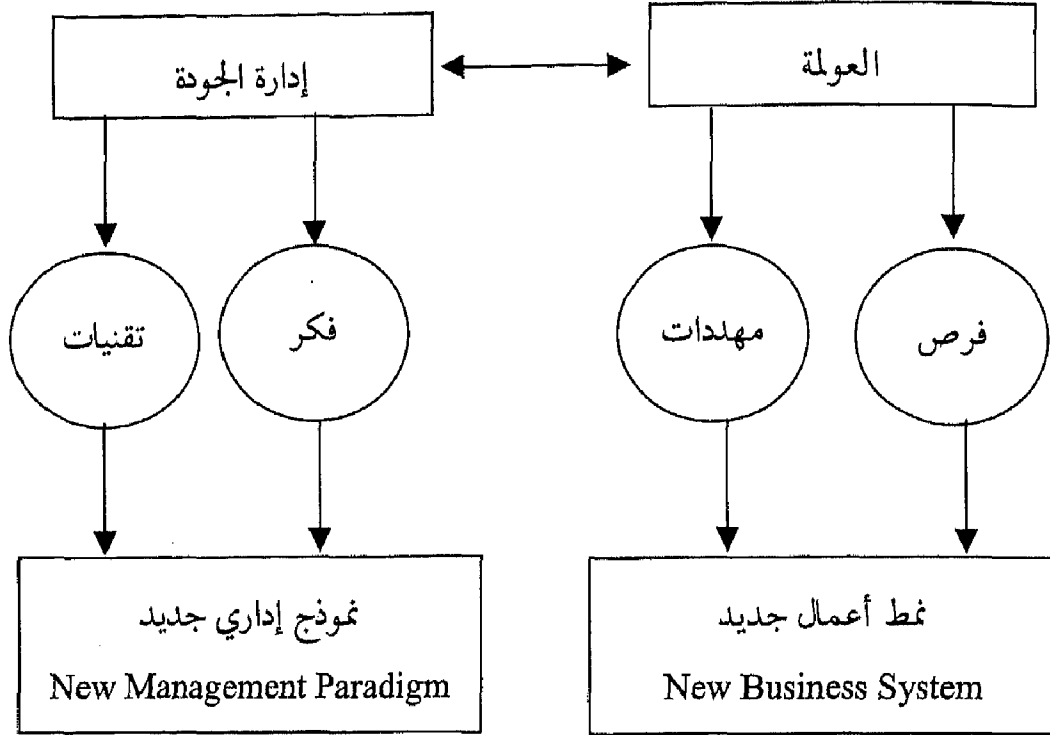 العولمة
إدارة الجودة
فرص
مهددات
فكر
تقنيات
نمط أعمال جديد
New Business System
نموذج إداري جديد
New Management Paradigm